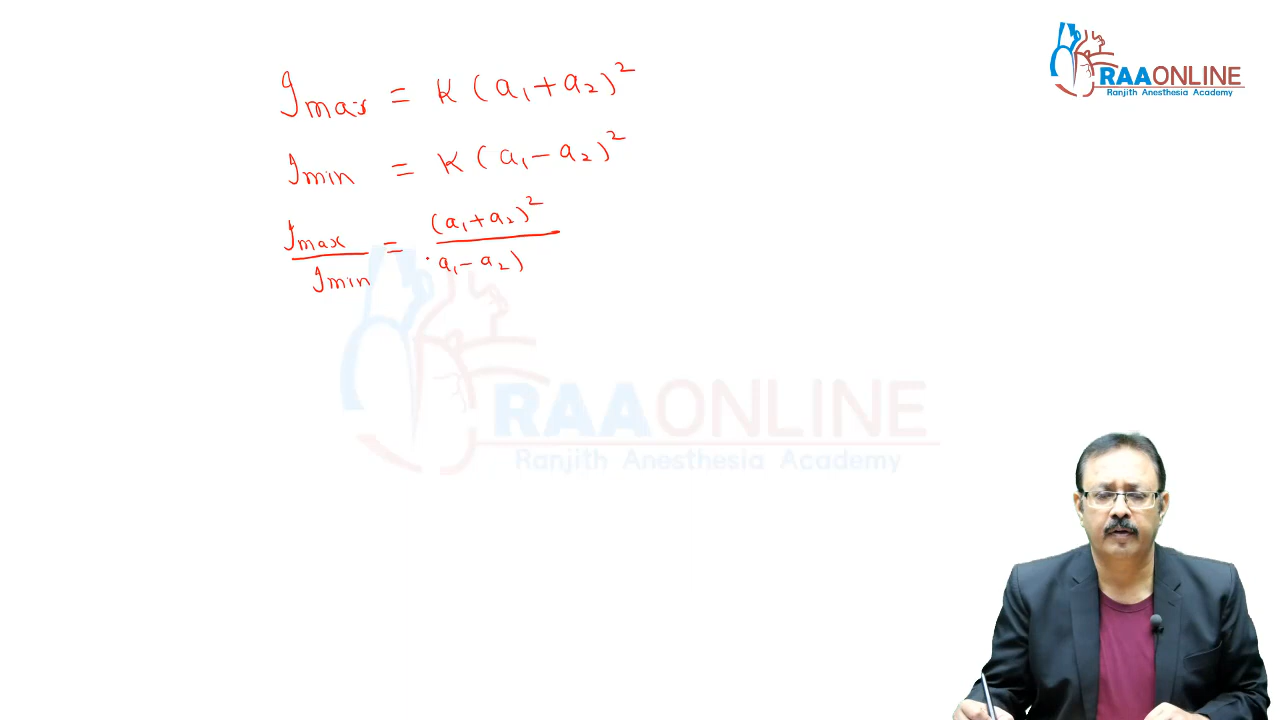 RAAONLINE
Ranjith Anesthesia Academy
Imax = K (a₁ + a₂)²
Imin = K (a₁ - a₂)²
Imax / Imin = (a₁ + a₂)² / a₁ - a₂)
RAAONLINE
Ranjith Anesthesia Academy